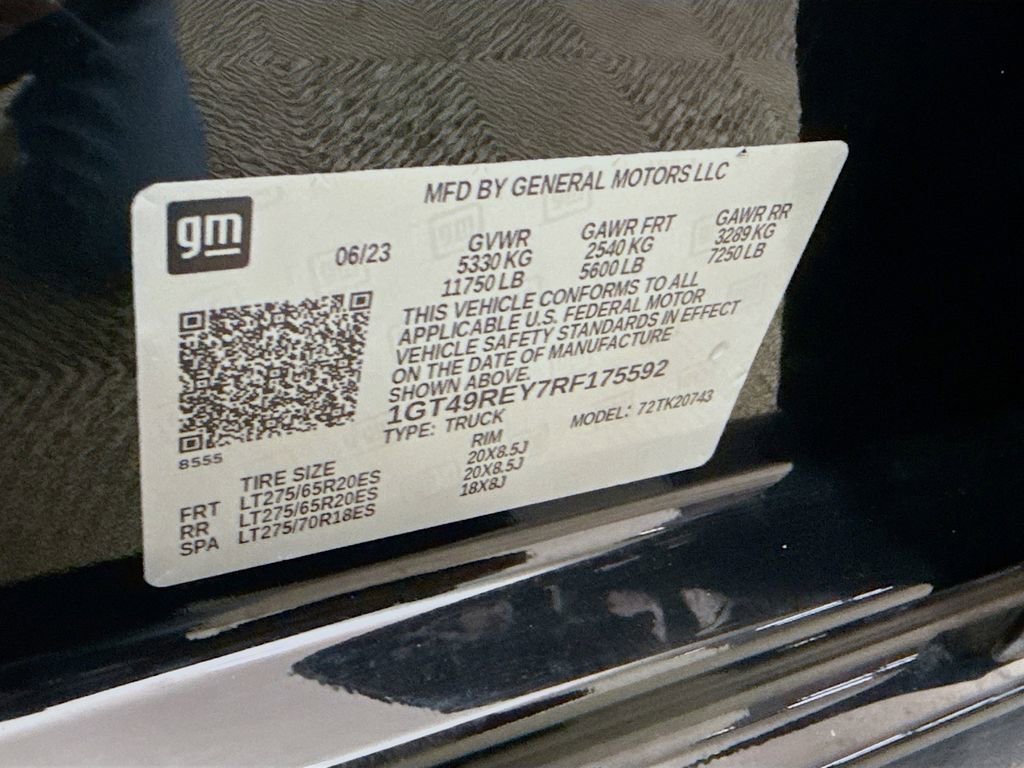 gm
MFD BY GENERAL MOTORS LLC
06/23
GVWR
5330 KG
11750 LB
GAWR FRT
2540 KG
5600 LB
GAWR RR
3289 KG
7250 LB
THIS VEHICLE CONFORMS TO ALL
APPLICABLE U.S. FEDERAL MOTOR
VEHICLE SAFETY STANDARDS IN EFFECT
ON THE DATE OF MANUFACTURE
SHOWN ABOVE.
1GT49REY7RF175592
TYPE: TRUCK
MODEL: 72TK20743
8555
TIRE SIZE RIM
FRT LT275/65R20ES 20X8.5J
RR LT275/65R20ES 20X8.5J
SPA LT275/70R18ES 18X8J